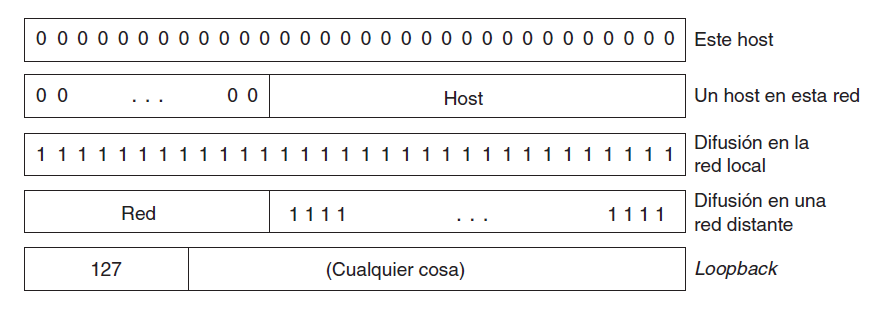 0 0 0 0 0 0 0 0 0 0 0 0 0 0 0 0 0 0 0 0 0 0 0 0 0 0 0 0 0 0 0 0 Este host
0 0 ... 0 0 Host Un host en esta red
1 1 1 1 1 1 1 1 1 1 1 1 1 1 1 1 1 1 1 1 1 1 1 1 1 1 1 1 1 1 1 1 Difusión en la
red local
Red 1 1 1 1 ... 1 1 1 1 Difusión en una
red distante
127 (Cualquier cosa) Loopback